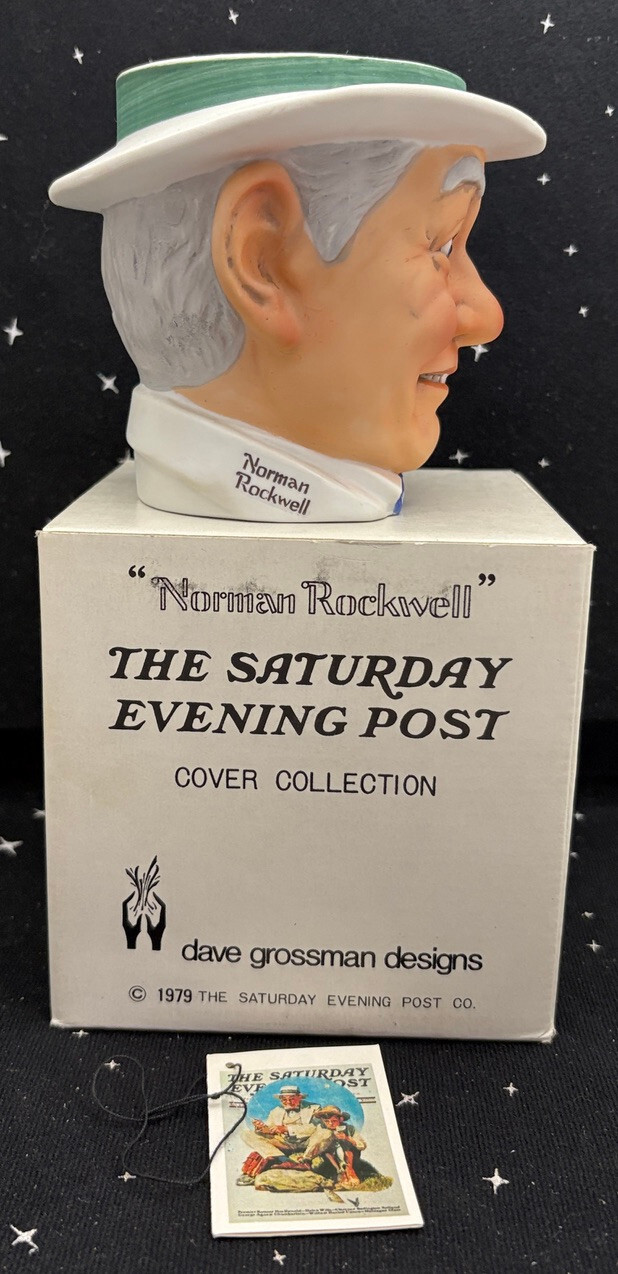 Norman
Rockwell
“Norman Rockwell”
THE SATURDAY
EVENING POST
COVER COLLECTION
dave grossman designs
© 1979 THE SATURDAY EVENING POST CO.
THE SATURDAY
EVE POST